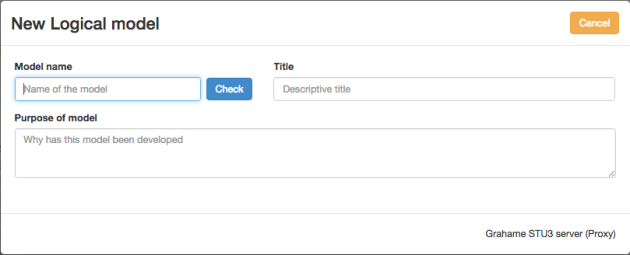 New Logical model
Cancel
Model name
Title
Name of the model
Check
Descriptive title
Purpose of model
Why has this model been developed
Grahame STU3 server (Proxy)